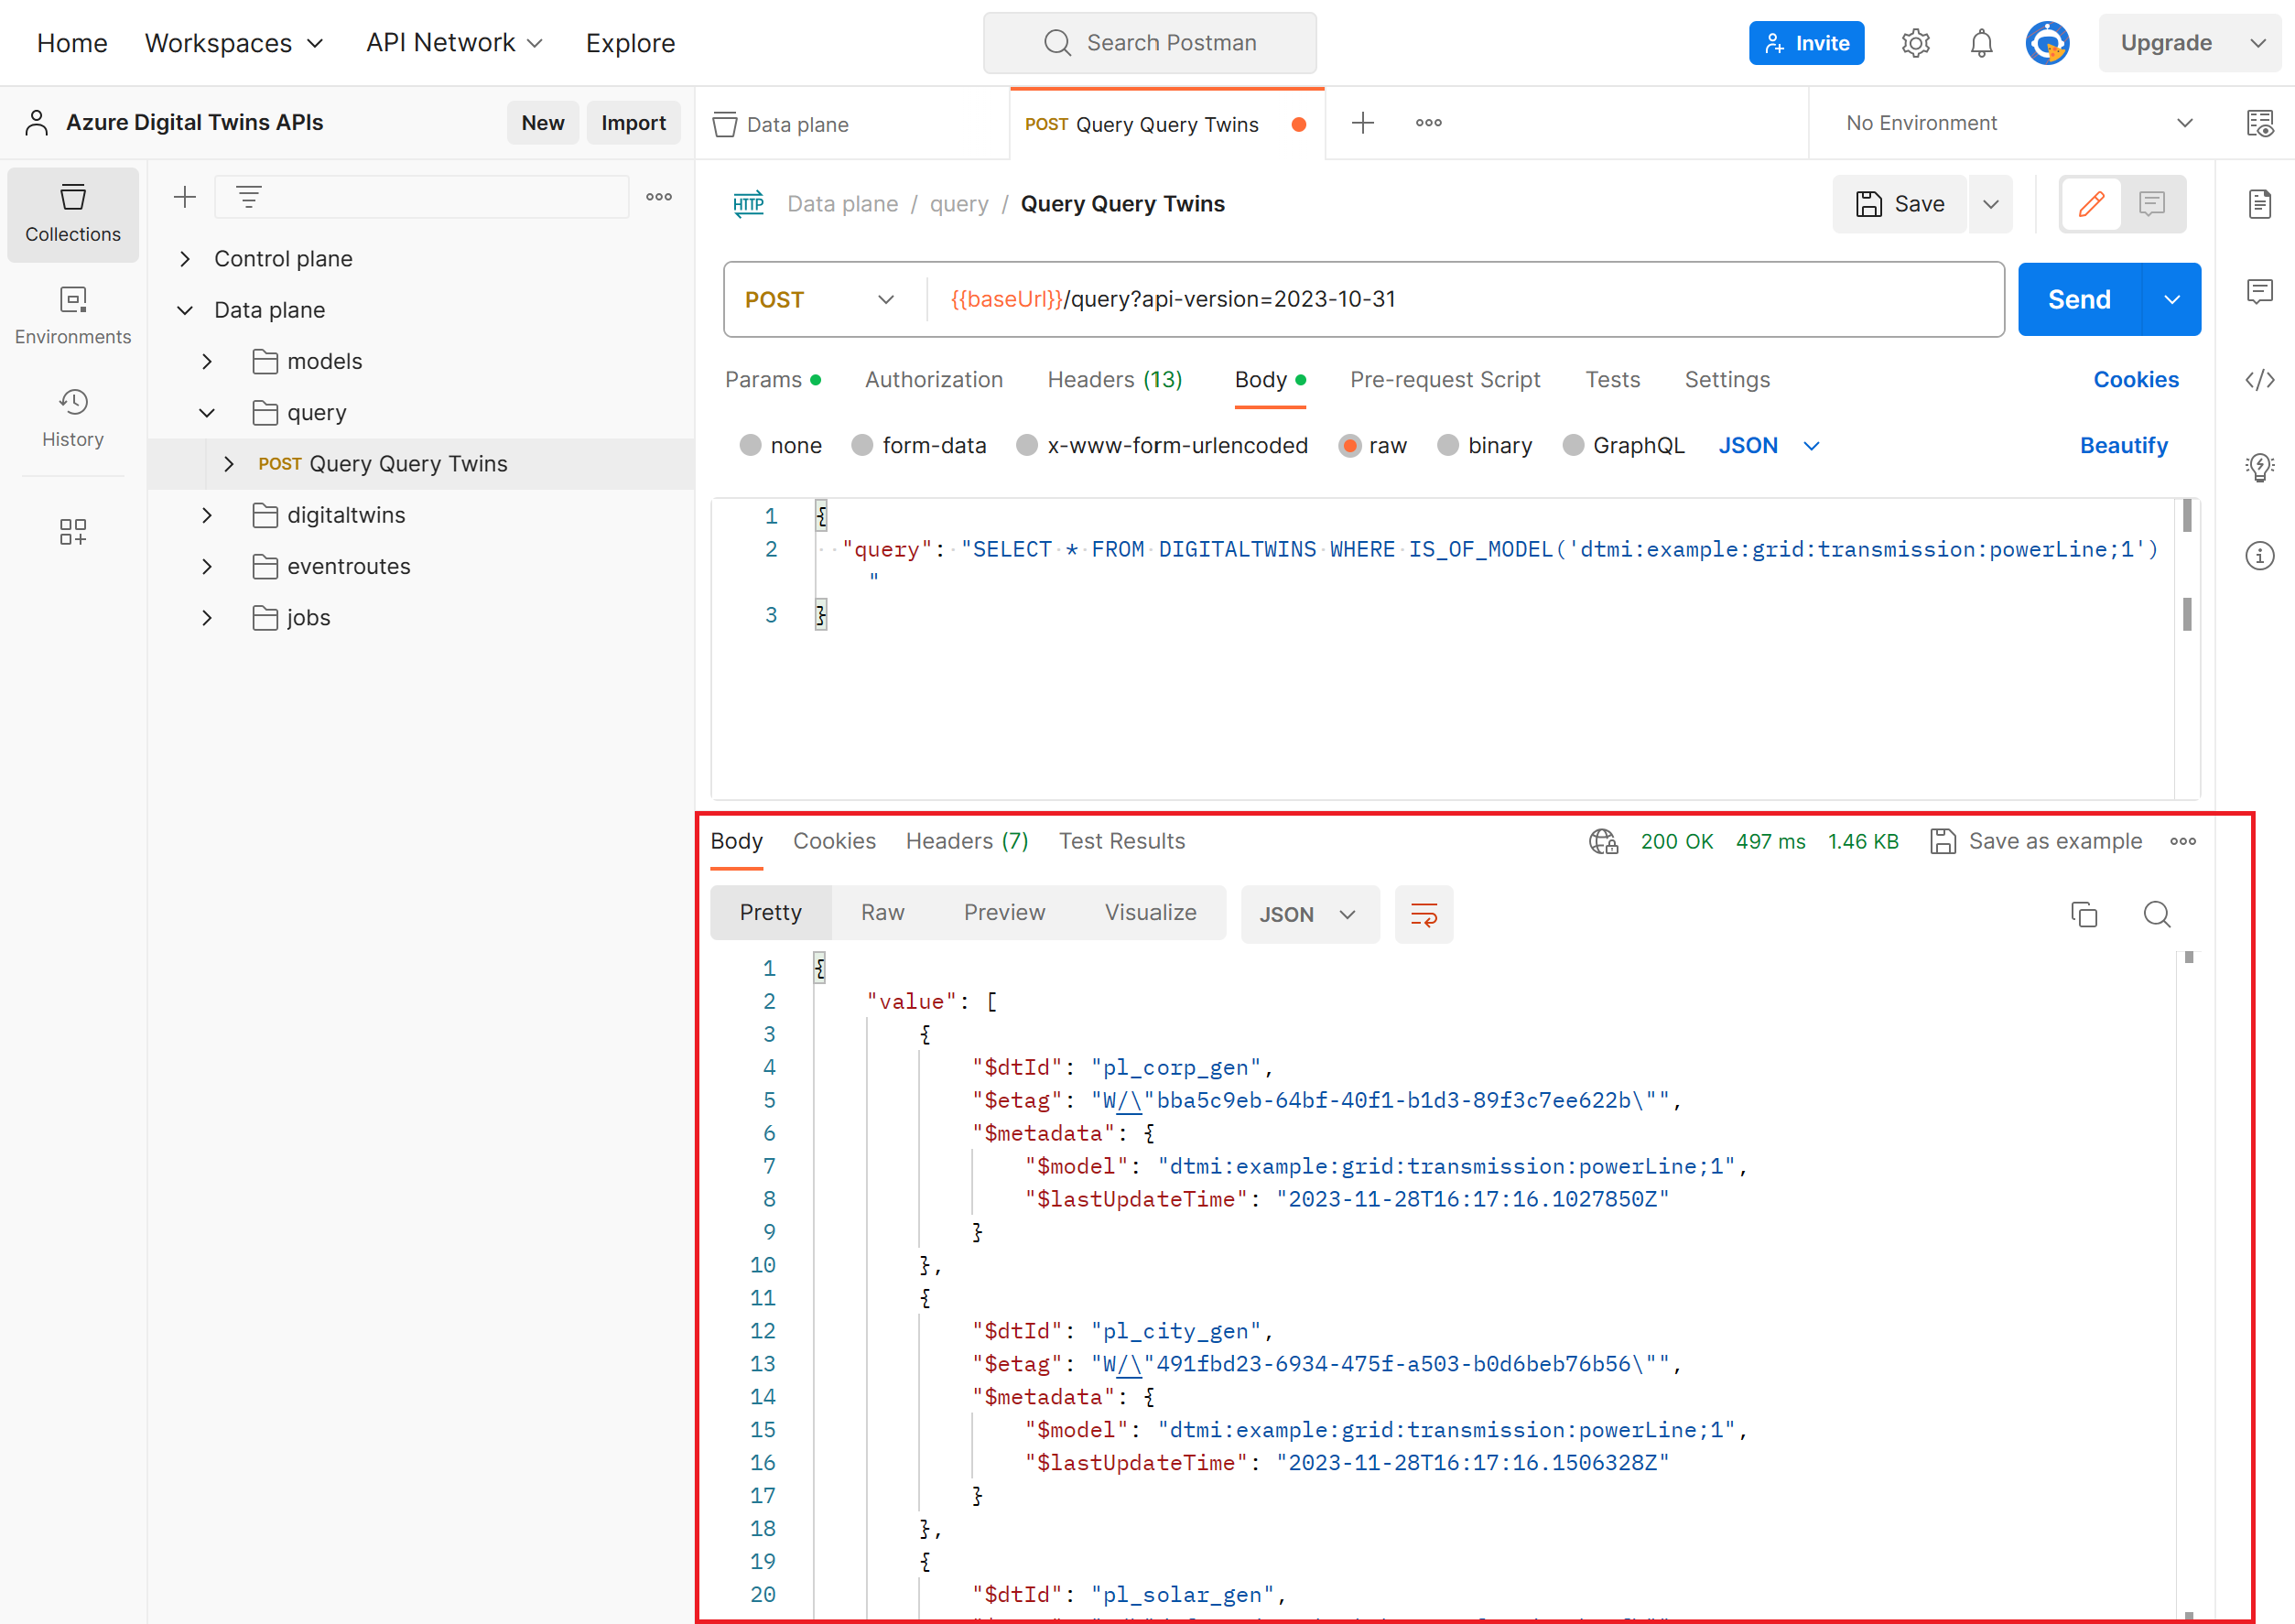 Home Workspaces API Network Explore Search Postman Invite Upgrade
Azure Digital Twins APIs New Import Data plane POST Query Query Twins No Environment
Collections
Environments
History
Control plane
Data plane
models
query
POST Query Query Twins
digitaltwins
eventroutes
jobs
HTTP Data plane / query / Query Query Twins Save
POST {{baseUrl}}/query?api-version=2023-10-31 Send
Params Authorization Headers (13) Body Pre-request Script Tests Settings Cookies
none form-data x-www-form-urlencoded raw binary GraphQL JSON Beautify
1 {
2 "query": "SELECT * FROM DIGITALTWINS WHERE IS_OF_MODEL('dtmi:example:grid:transmission:powerLine;1')
"
3 }
Body Cookies Headers (7) Test Results 200 OK 497 ms 1.46 KB Save as example
Pretty Raw Preview Visualize JSON
1 {
2 "value": [
3 {
4 "$dtId": "pl_corp_gen",
5 "$etag": "W/\"bba5c9eb-64bf-40f1-b1d3-89f3c7ee622b\"",
6 "$metadata": {
7 "$model": "dtmi:example:grid:transmission:powerLine;1",
8 "$lastUpdateTime": "2023-11-28T16:17:16.1027850Z"
9 }
10 },
11 {
12 "$dtId": "pl_city_gen",
13 "$etag": "W/\"491fbd23-6934-475f-a503-b0d6beb76b56\"",
14 "$metadata": {
15 "$model": "dtmi:example:grid:transmission:powerLine;1",
16 "$lastUpdateTime": "2023-11-28T16:17:16.1506328Z"
17 }
18 },
19 {
20 "$dtId": "pl_solar_gen",